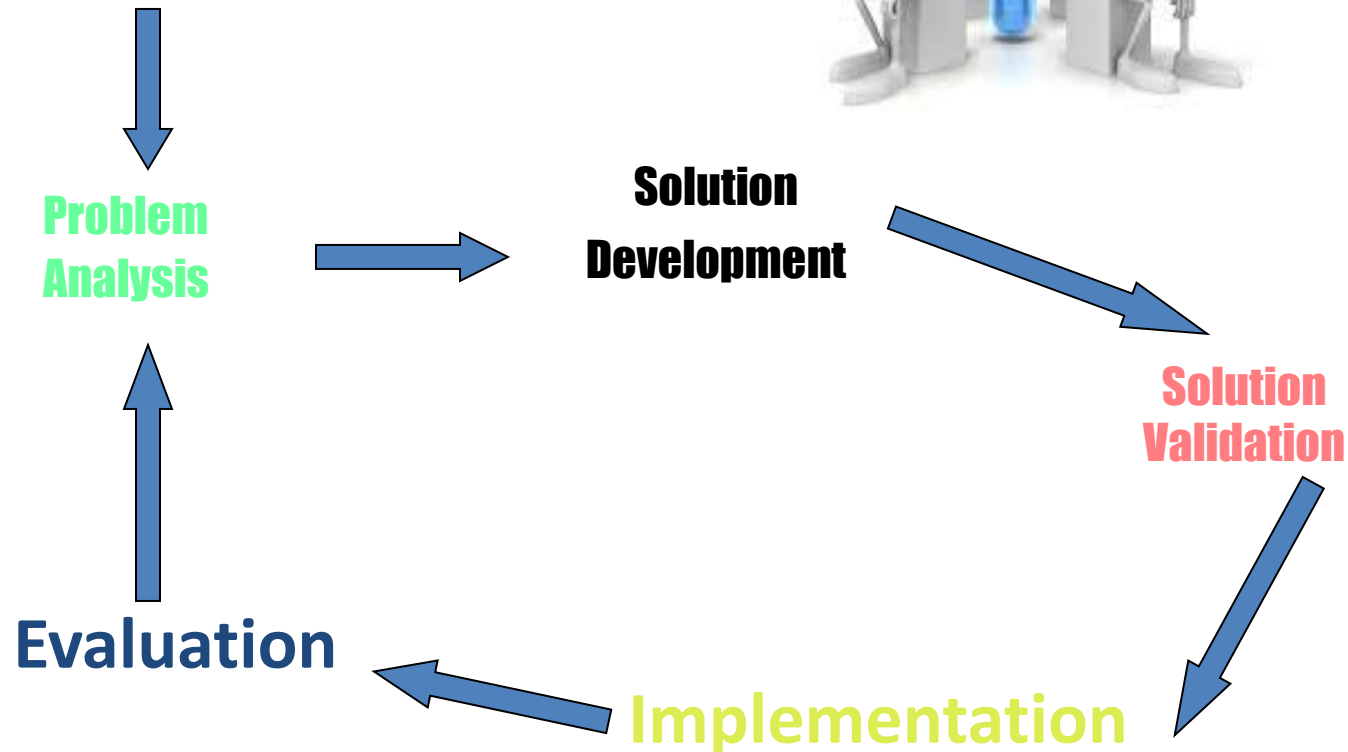 Problem
Analysis
Solution
Development
Solution
Validation
Evaluation
Implementation